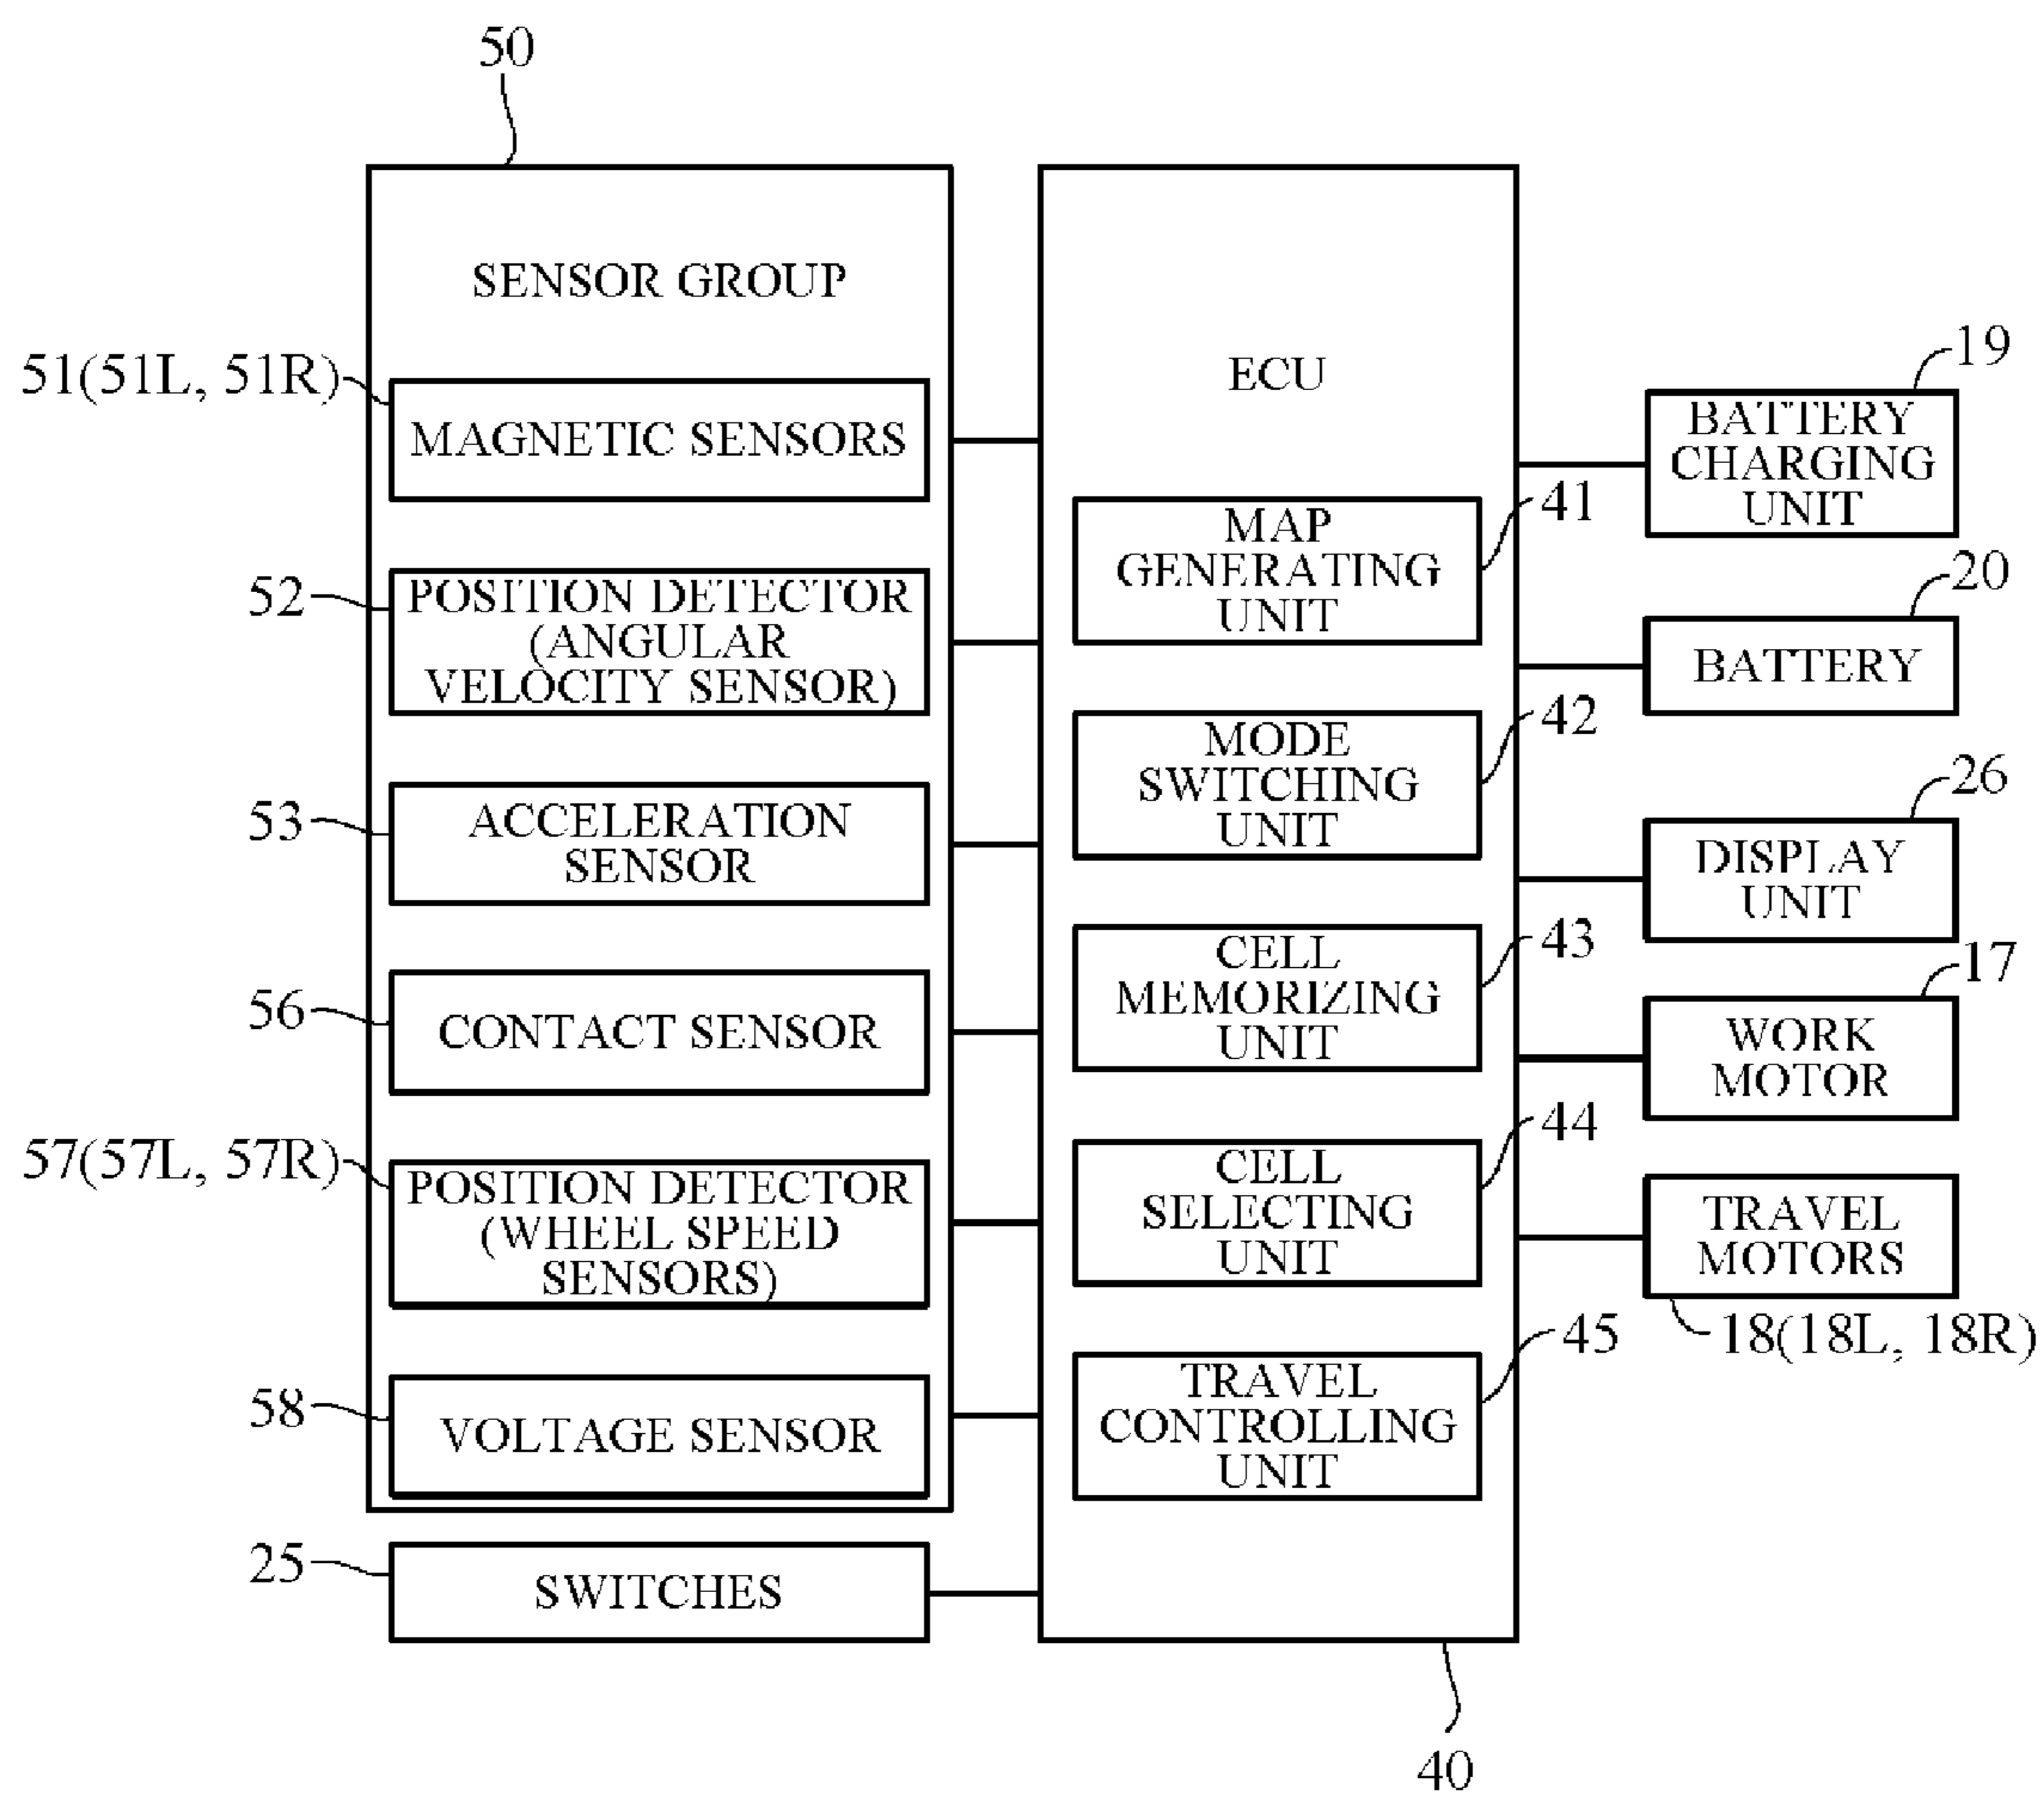 50
SENSOR GROUP
51(51L, 51R)
MAGNETIC SENSORS
52
POSITION DETECTOR
(ANGULAR
VELOCITY SENSOR)
53
ACCELERATION
SENSOR
56
CONTACT SENSOR
57(57L, 57R)
POSITION DETECTOR
(WHEEL SPEED
SENSORS)
58
VOLTAGE SENSOR
25
SWITCHES
ECU
41
MAP
GENERATING
UNIT
42
MODE
SWITCHING
UNIT
43
CELL
MEMORIZING
UNIT
44
CELL
SELECTING
UNIT
45
TRAVEL
CONTROLLING
UNIT
40
19
BATTERY
CHARGING
UNIT
20
BATTERY
26
DISPLAY
UNIT
17
WORK
MOTOR
TRAVEL
MOTORS
18(18L, 18R)